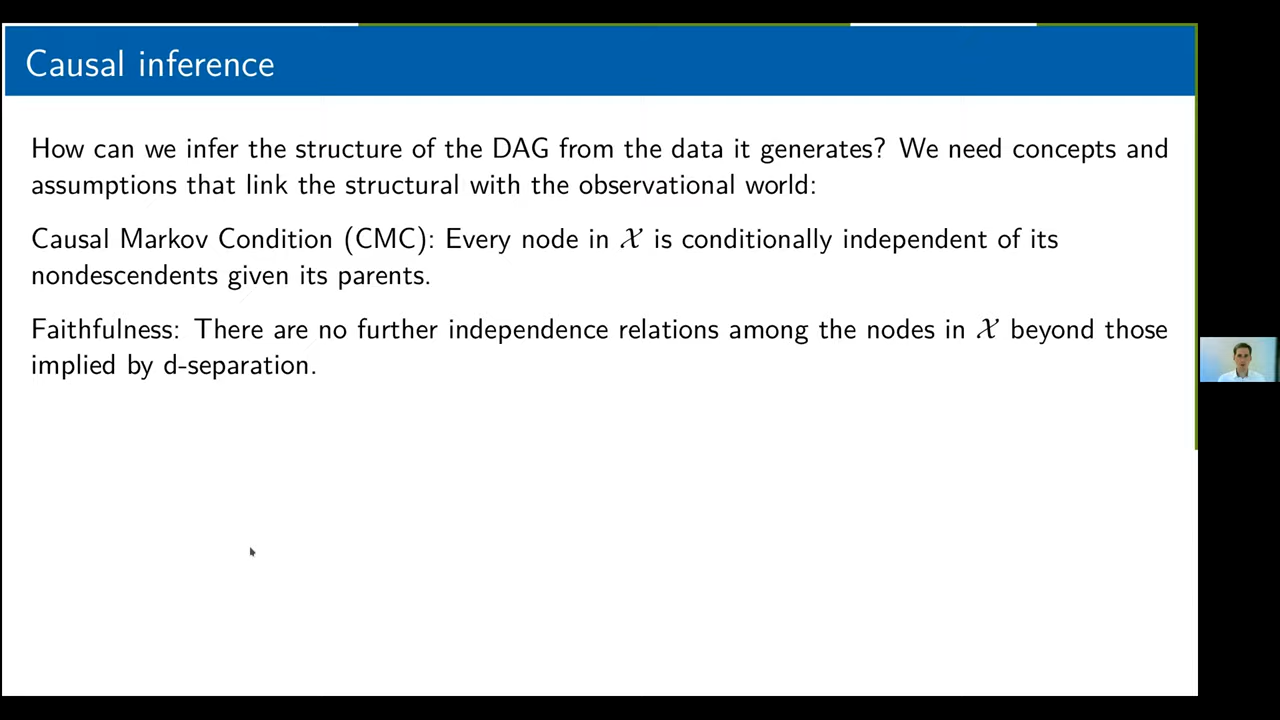 Causal inference
How can we infer the structure of the DAG from the data it generates? We need concepts and
assumptions that link the structural with the observational world:
Causal Markov Condition (CMC): Every node in 𝒳 is conditionally independent of its
nondescendents given its parents.
Faithfulness: There are no further independence relations among the nodes in 𝒳 beyond those
implied by d-separation.